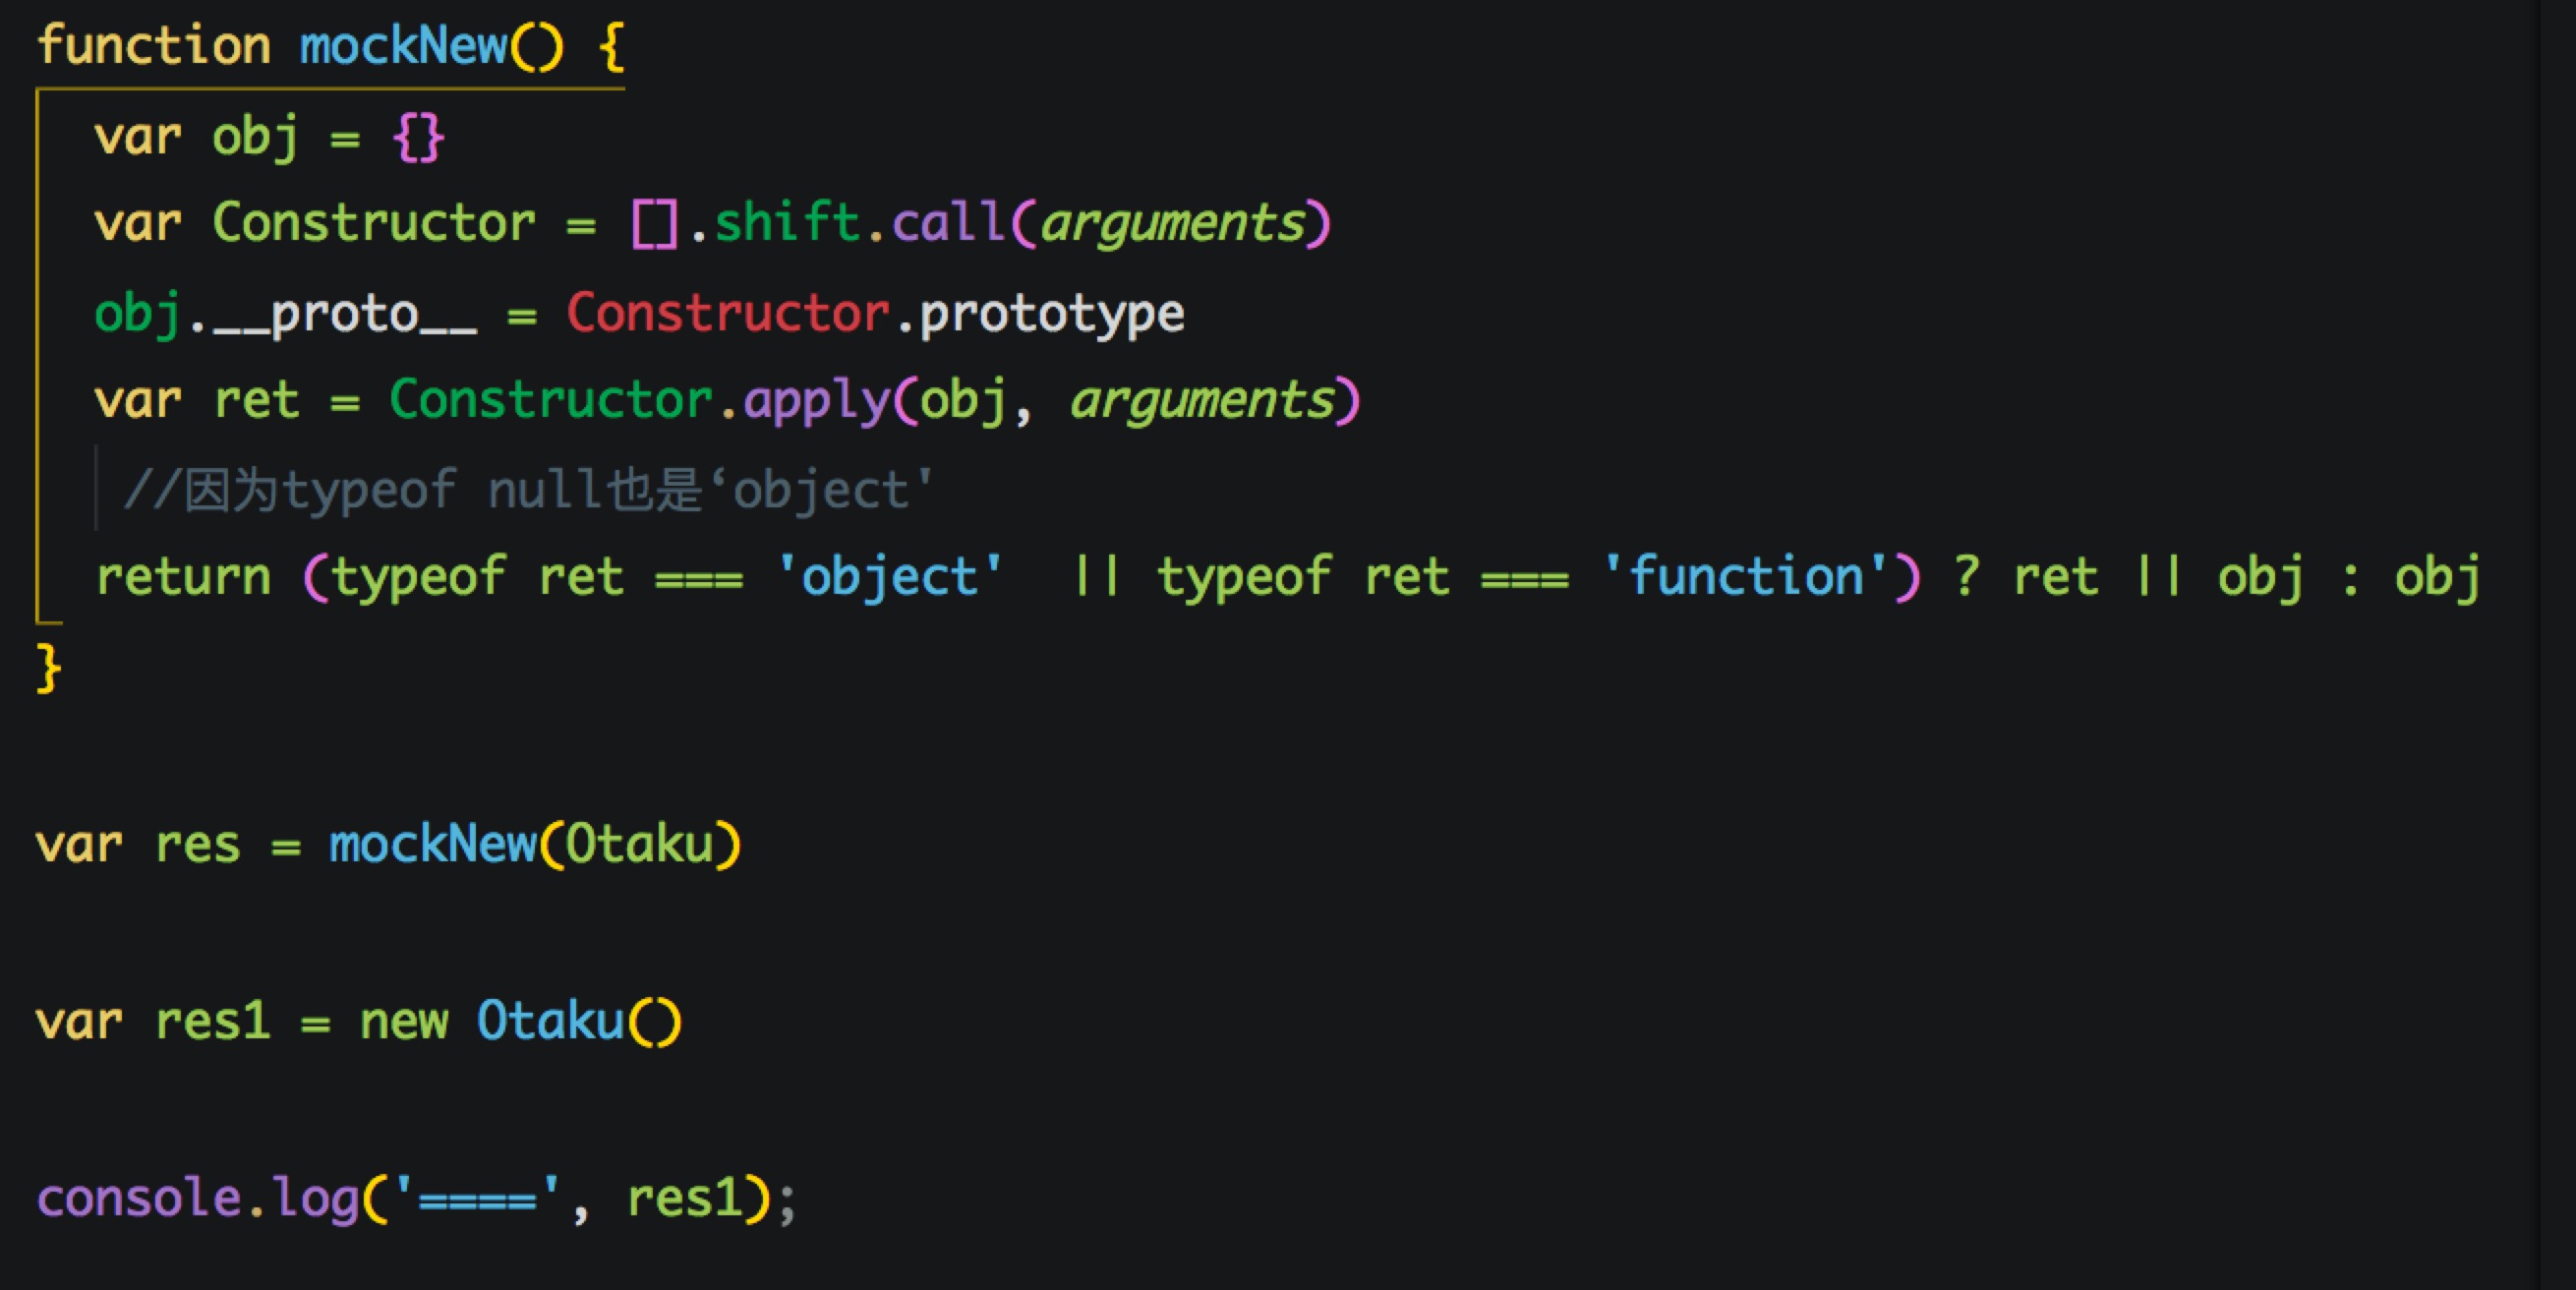 function mockNew() {
var obj = {}
var Constructor = [].shift.call(arguments)
obj.__proto__ = Constructor.prototype
var ret = Constructor.apply(obj, arguments)
//因为typeof null也是‘object'
return (typeof ret === 'object'  || typeof ret === 'function') ? ret || obj : obj
}
var res = mockNew(Otaku)
var res1 = new Otaku()
console.log('====', res1);